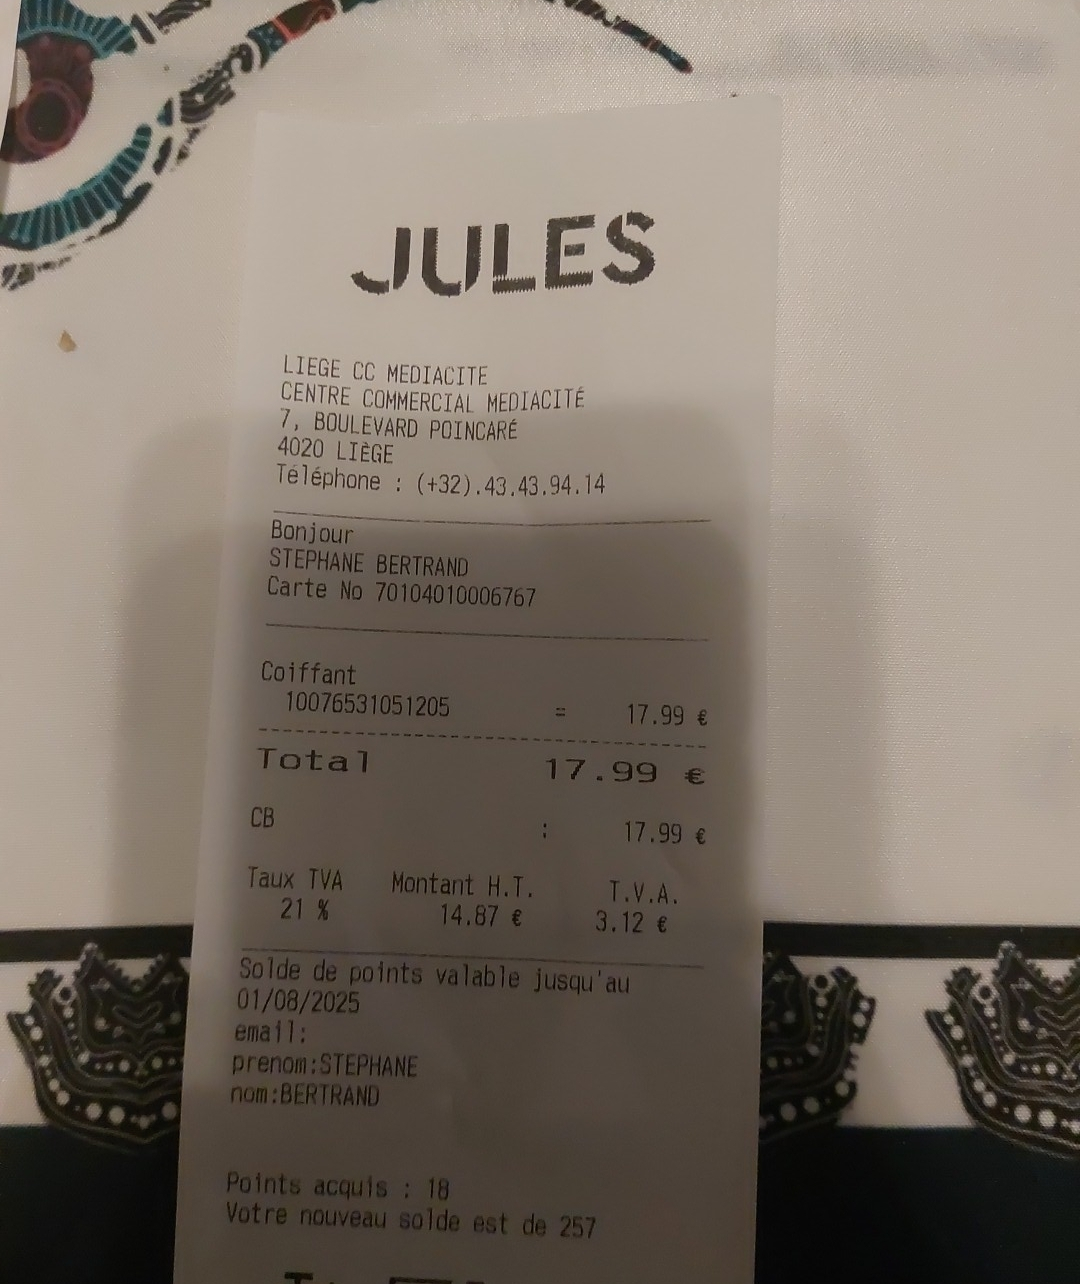 JULES
LIEGE CC MEDIACITE
CENTRE COMMERCIAL MEDIACITÉ
7, BOULEVARD POINCARÉ
4020 LIÈGE
Téléphone : (+32).43.43.94.14
Bonjour
STEPHANE BERTRAND
Carte No 70104010006767
Coiffant
10076531051205 = 17.99 €
Total 17.99 €
CB : 17.99 €
Taux TVA Montant H.T. T.V.A.
21 % 14.87 € 3.12 €
Solde de points valable jusqu'au
01/08/2025
email:
prenom:STEPHANE
nom:BERTRAND
Points acquis : 18
Votre nouveau solde est de 257